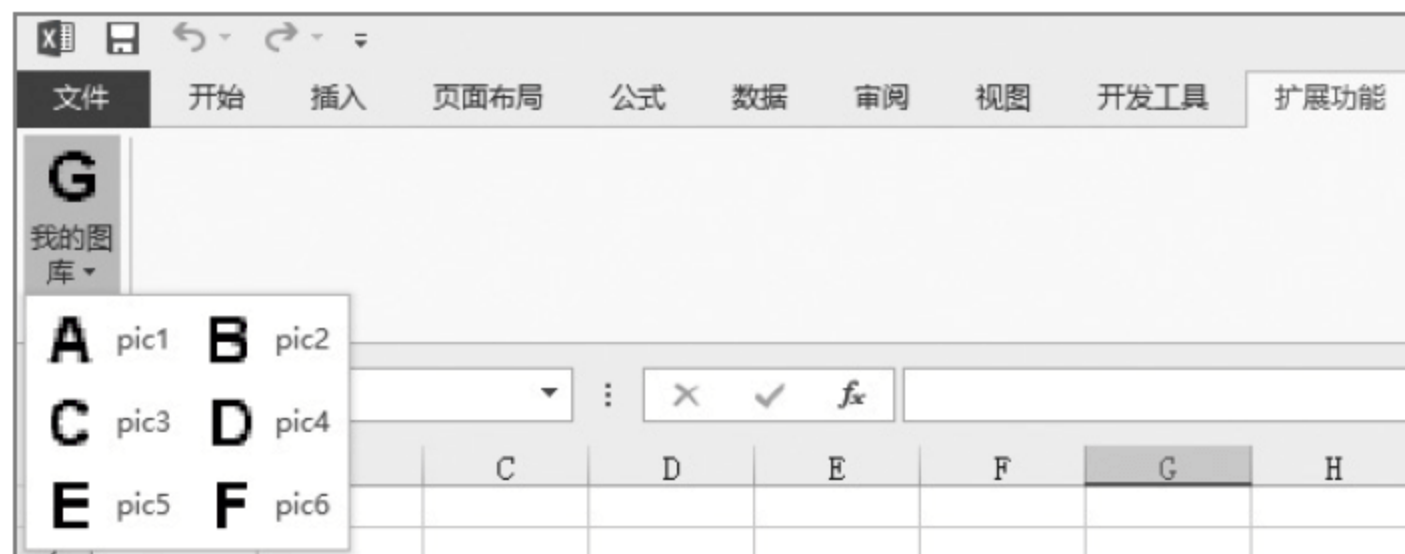 文件 开始 插入 页面布局 公式 数据 审阅 视图 开发工具 扩展功能
G
我的图
库
A pic1 B pic2
C pic3 D pic4
E pic5 F pic6
fx
C D E F G H